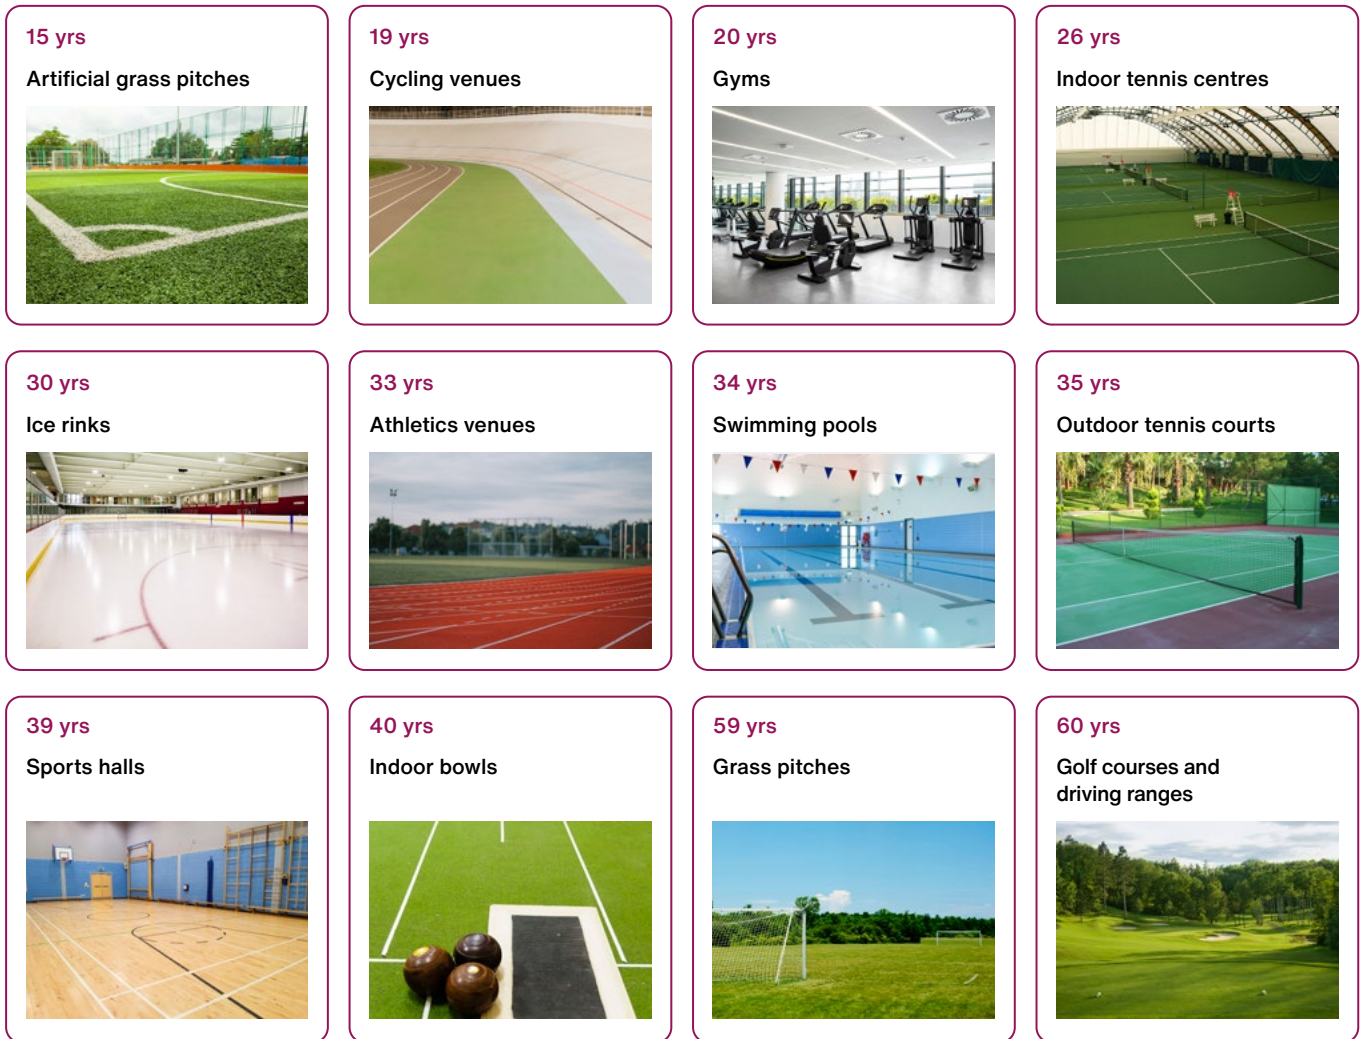 15 yrs
Artificial grass pitches
19 yrs
Cycling venues
20 yrs
Gyms
26 yrs
Indoor tennis centres
30 yrs
Ice rinks
33 yrs
Athletics venues
34 yrs
Swimming pools
35 yrs
Outdoor tennis courts
39 yrs
Sports halls
40 yrs
Indoor bowls
59 yrs
Grass pitches
60 yrs
Golf courses and
driving ranges